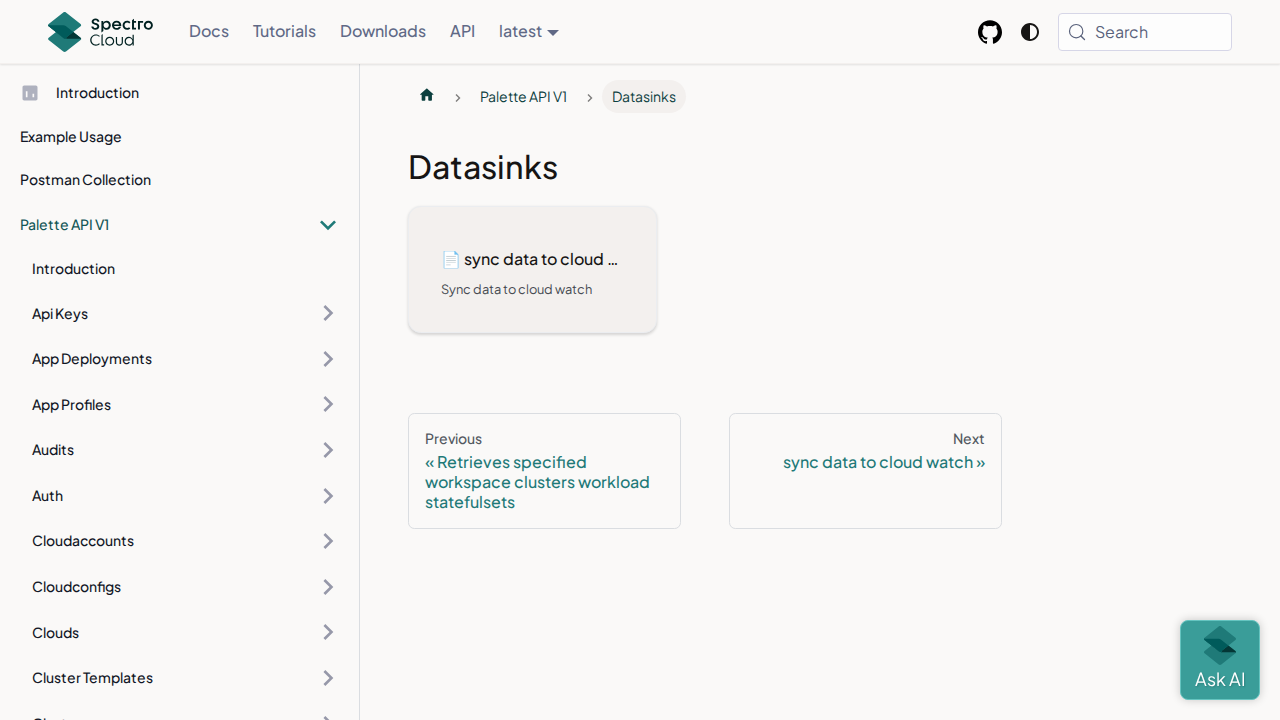 Spectro
Cloud
Docs
Tutorials
Downloads
API
latest
Search
Introduction
Example Usage
Postman Collection
Palette API V1
Introduction
Api Keys
App Deployments
App Profiles
Audits
Auth
Cloudaccounts
Cloudconfigs
Clouds
Cluster Templates
Palette API V1
Datasinks
Datasinks
📄️ sync data to cloud ...
Sync data to cloud watch
Previous
« Retrieves specified
workspace clusters workload
statefulsets
Next
sync data to cloud watch »
Ask AI